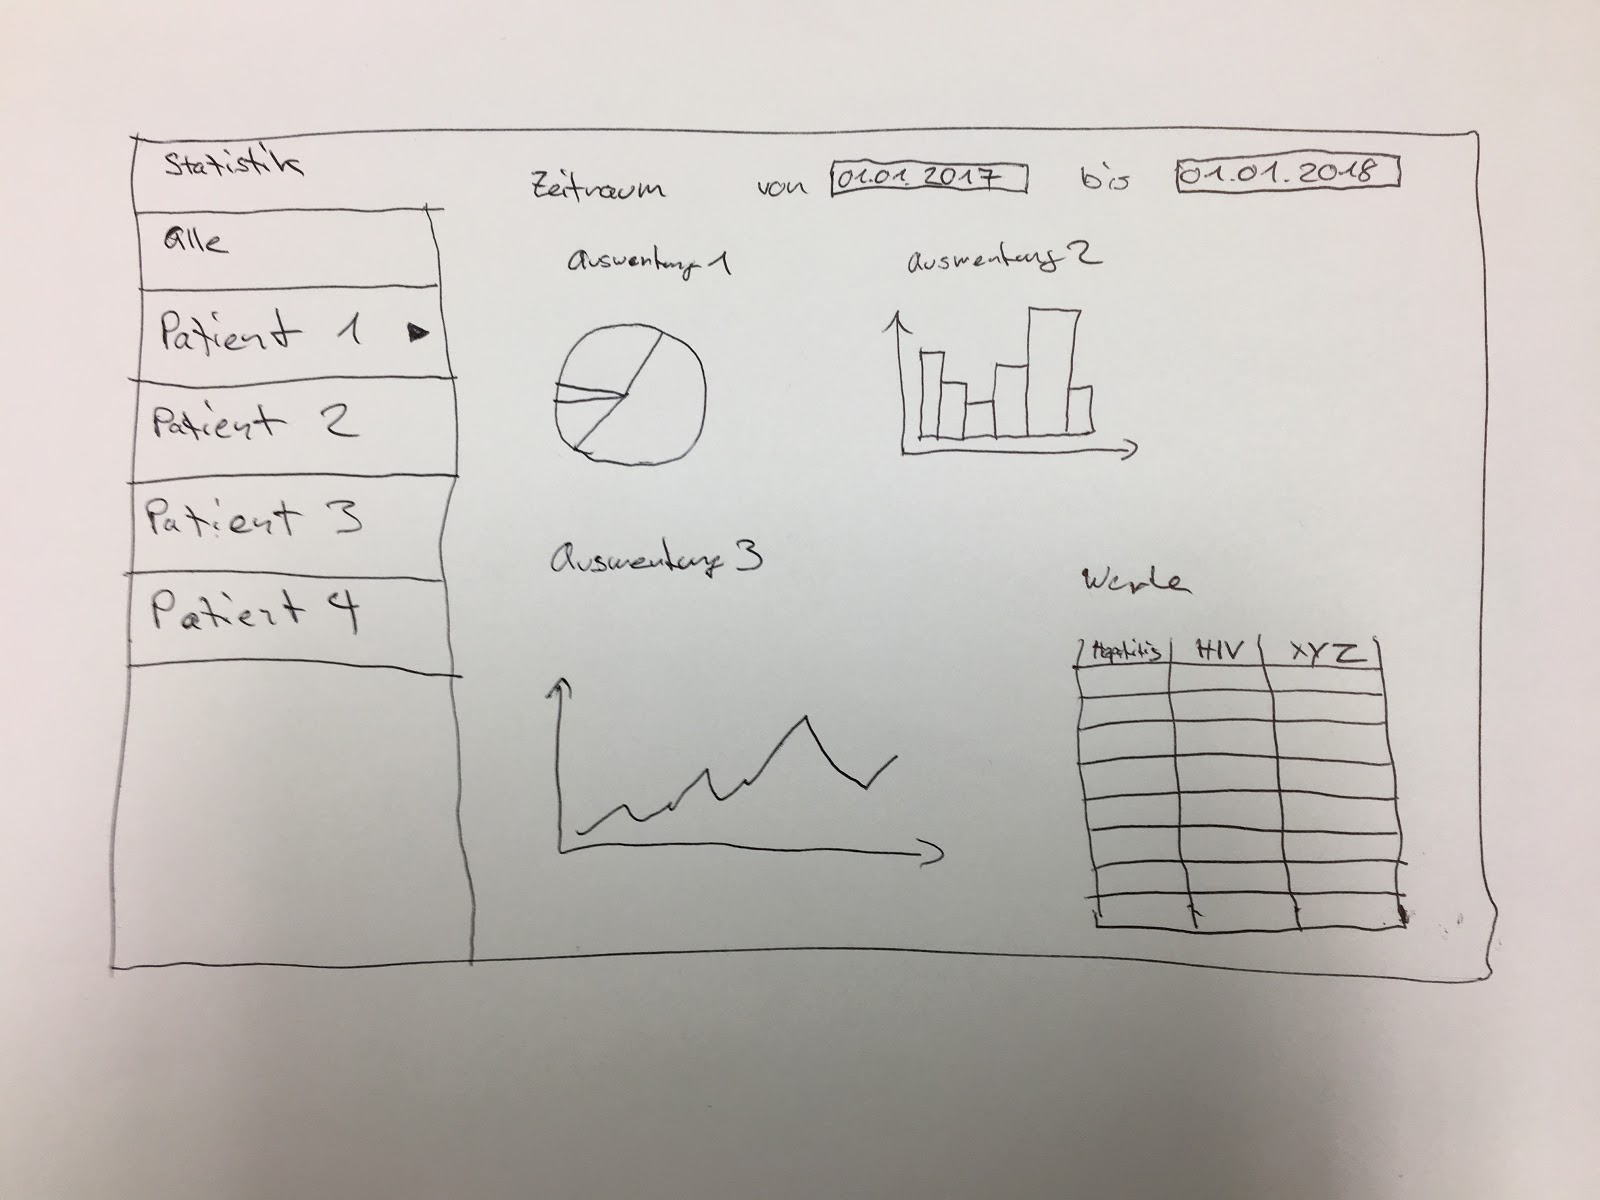 Statistik
Alle
Patient 1
Patient 2
Patient 3
Patient 4
Zeitraum von 01.01.2017 bis 01.01.2018
Auswertung 1
Auswertung 2
Auswertung 3
Werte
Hepatitis HIV XYZ